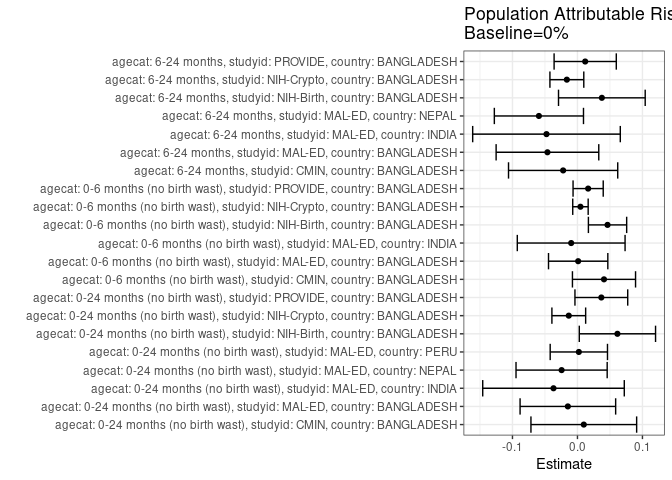 Population Attributable Ris
Baseline=0%
agecat: 6-24 months, studyid: PROVIDE, country: BANGLADESH
agecat: 6-24 months, studyid: NIH-Crypto, country: BANGLADESH
agecat: 6-24 months, studyid: NIH-Birth, country: BANGLADESH
agecat: 6-24 months, studyid: MAL-ED, country: NEPAL
agecat: 6-24 months, studyid: MAL-ED, country: INDIA
agecat: 6-24 months, studyid: MAL-ED, country: BANGLADESH
agecat: 6-24 months, studyid: CMIN, country: BANGLADESH
agecat: 0-6 months (no birth wast), studyid: PROVIDE, country: BANGLADESH
agecat: 0-6 months (no birth wast), studyid: NIH-Crypto, country: BANGLADESH
agecat: 0-6 months (no birth wast), studyid: NIH-Birth, country: BANGLADESH
agecat: 0-6 months (no birth wast), studyid: MAL-ED, country: INDIA
agecat: 0-6 months (no birth wast), studyid: MAL-ED, country: BANGLADESH
agecat: 0-6 months (no birth wast), studyid: CMIN, country: BANGLADESH
agecat: 0-24 months (no birth wast), studyid: PROVIDE, country: BANGLADESH
agecat: 0-24 months (no birth wast), studyid: NIH-Crypto, country: BANGLADESH
agecat: 0-24 months (no birth wast), studyid: NIH-Birth, country: BANGLADESH
agecat: 0-24 months (no birth wast), studyid: MAL-ED, country: PERU
agecat: 0-24 months (no birth wast), studyid: MAL-ED, country: NEPAL
agecat: 0-24 months (no birth wast), studyid: MAL-ED, country: INDIA
agecat: 0-24 months (no birth wast), studyid: MAL-ED, country: BANGLADESH
agecat: 0-24 months (no birth wast), studyid: CMIN, country: BANGLADESH
-0.1 0.0 0.1
Estimate